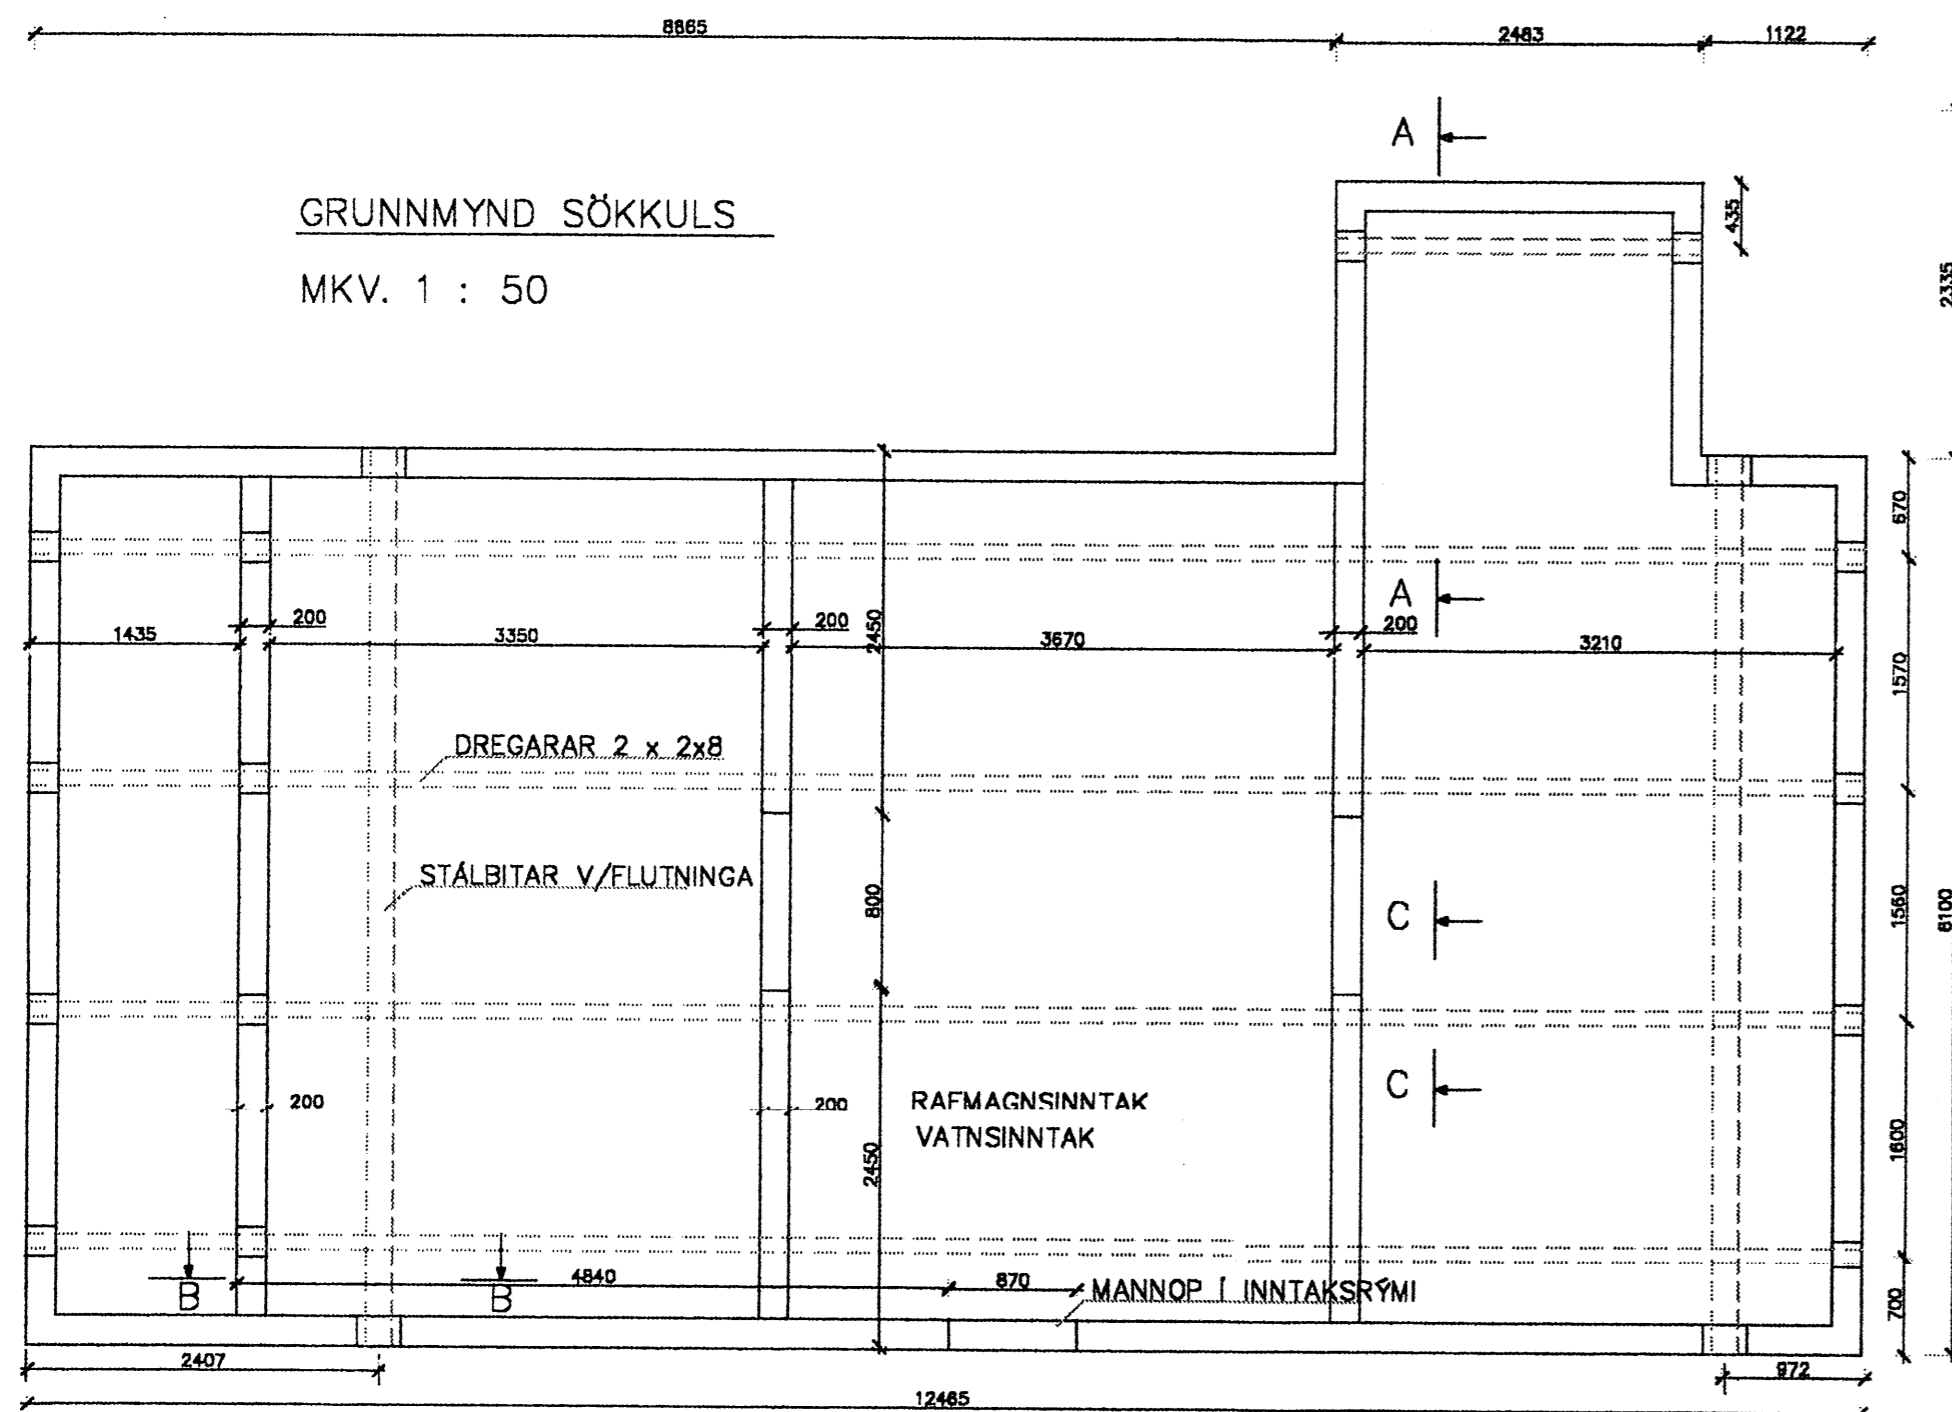 8865
2483
1122
A
GRUNNMYND SÖKKULS
MKV. 1 : 50
435
2335
670
A
200
200
200
1435
3350
2450
3670
3210
1570
DREGARAR 2 x 2x8
STÁLBITAR V/FLUTNINGA
800
C
1560
6100
C
200
200
RAFMAGNSINNTAK
VATNSINNTAK
2450
1600
B
B
4840
870
MANNOP Í INNTAKSRÝMI
700
2407
972
12465